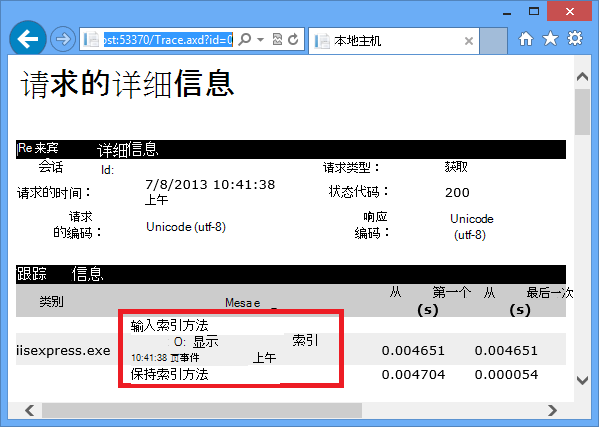 ost:53370/Trace.axd?id=0
本地主机
请求的详细信息
Re 来宾 详细信息
会话 Id: 请求类型： 获取
请求的时间： 7/8/2013 10:41:38 上午 状态代码： 200
请求的编码： Unicode (utf-8) 响应编码： Unicode (utf-8)
跟踪 信息
类别 Mesa e 从 第一个 (s) 从 最后一次 (s)
输入索引方法
iisexpress.exe O: 显示 索引 0.004651 0.004651
10:41:38 页事件 上午
保持索引方法 0.004704 0.000054